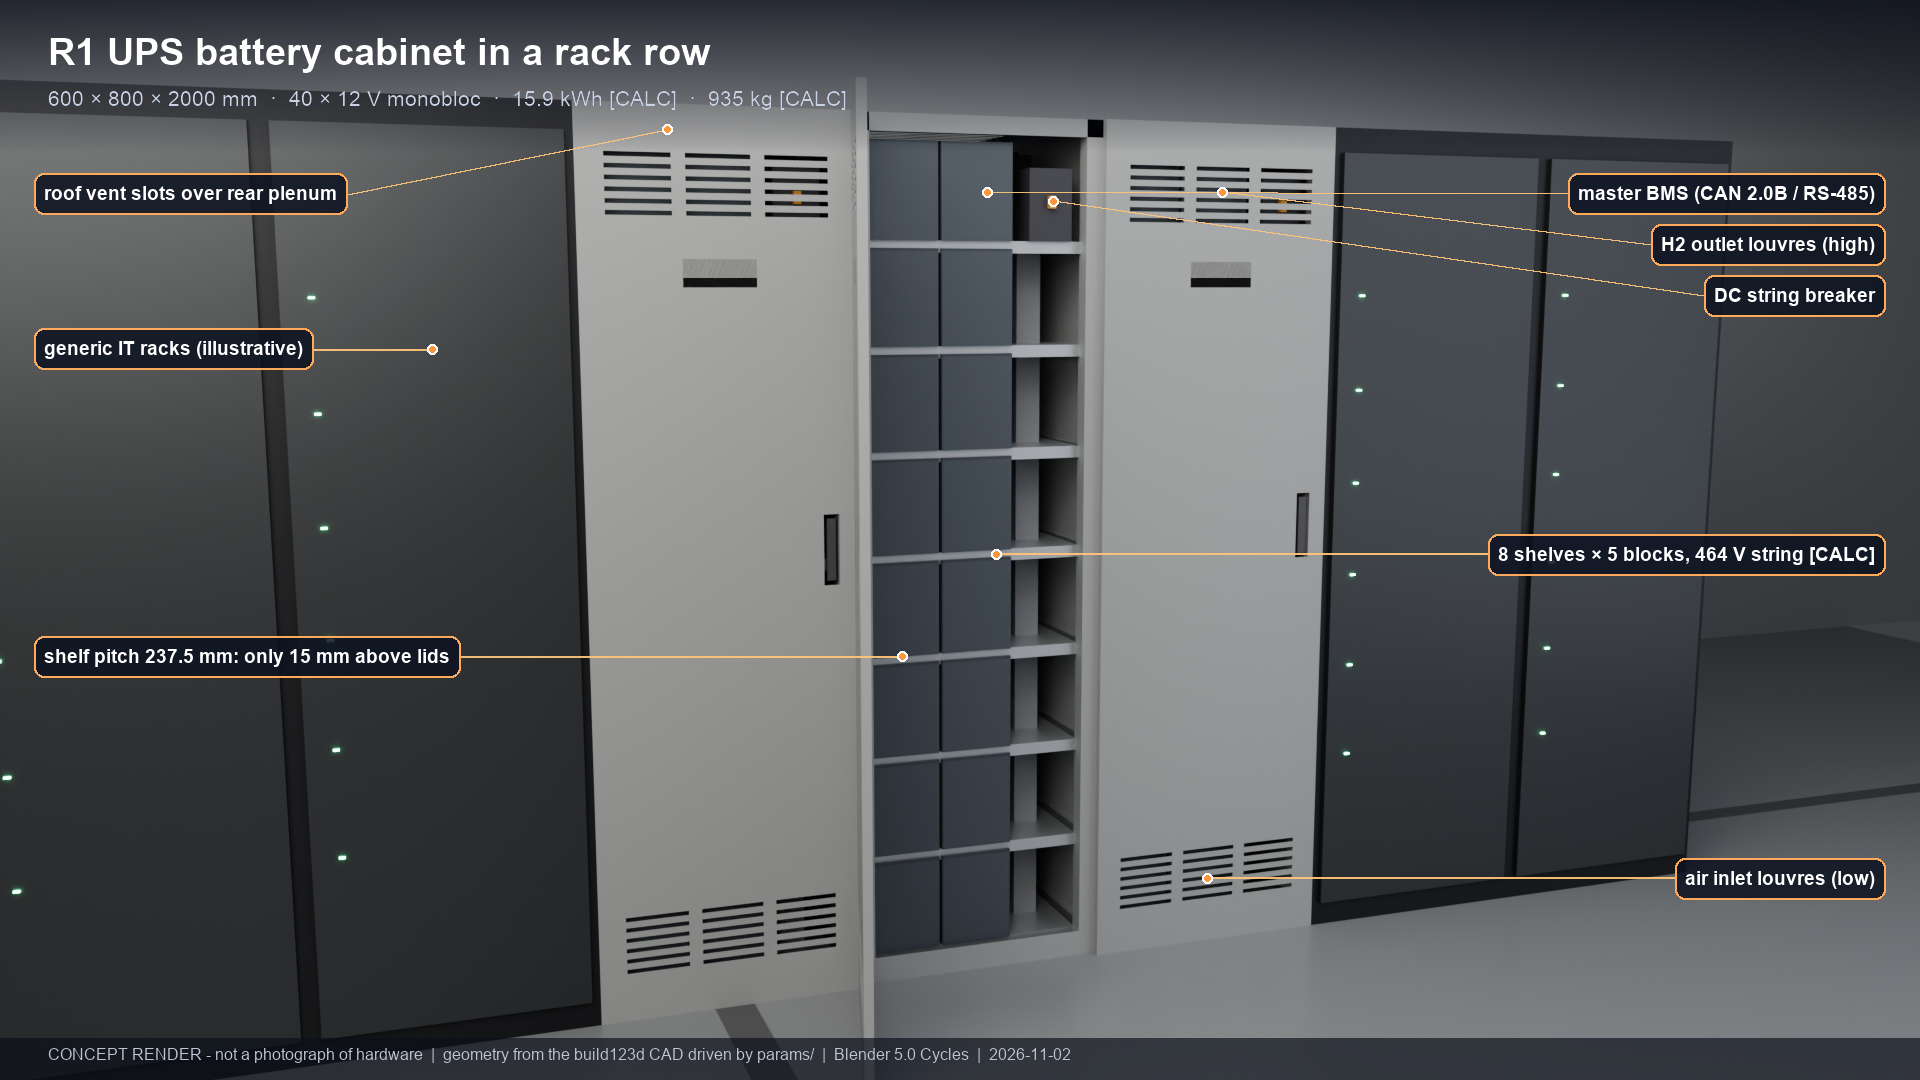 R1 UPS battery cabinet in a rack row
600 × 800 × 2000 mm · 40 × 12 V monobloc · 15.9 kWh [CALC] · 935 kg [CALC]
roof vent slots over rear plenum
master BMS (CAN 2.0B / RS-485)
H2 outlet louvres (high)
DC string breaker
generic IT racks (illustrative)
8 shelves × 5 blocks, 464 V string [CALC]
shelf pitch 237.5 mm: only 15 mm above lids
air inlet louvres (low)
CONCEPT RENDER - not a photograph of hardware | geometry from the build123d CAD driven by params/ | Blender 5.0 Cycles | 2026-11-02